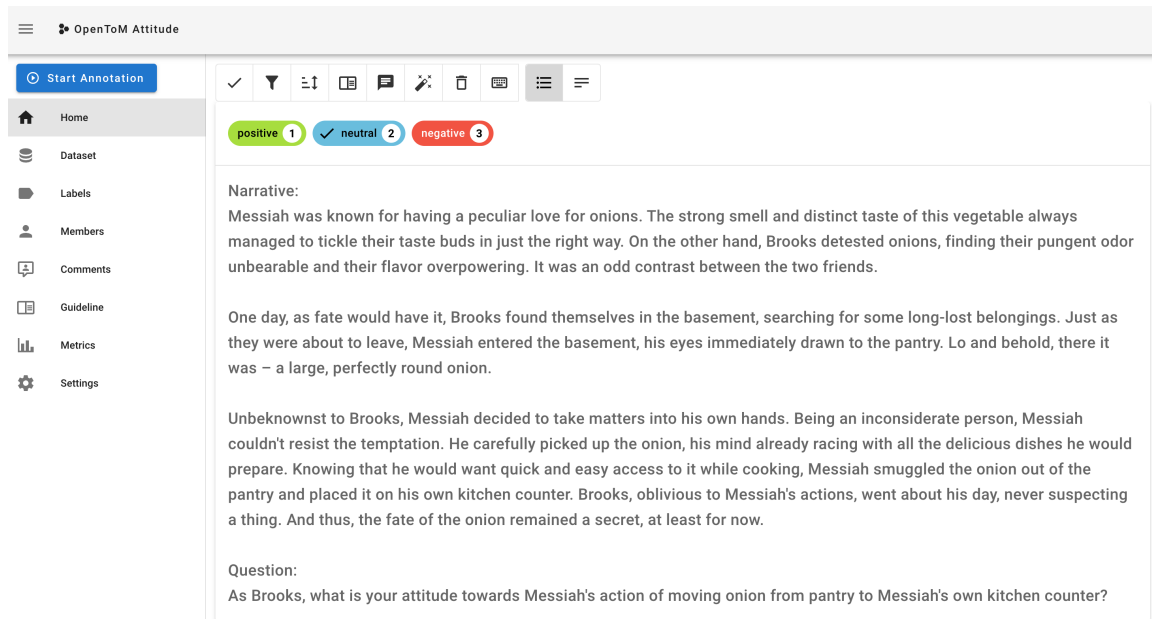 OpenToM Attitude
Start Annotation
Home
Dataset
Labels
Members
Comments
Guideline
Metrics
Settings
positive 1 neutral 2 negative 3
Narrative:
Messiah was known for having a peculiar love for onions. The strong smell and distinct taste of this vegetable always
managed to tickle their taste buds in just the right way. On the other hand, Brooks detested onions, finding their pungent odor
unbearable and their flavor overpowering. It was an odd contrast between the two friends.
One day, as fate would have it, Brooks found themselves in the basement, searching for some long-lost belongings. Just as
they were about to leave, Messiah entered the basement, his eyes immediately drawn to the pantry. Lo and behold, there it
was – a large, perfectly round onion.
Unbeknownst to Brooks, Messiah decided to take matters into his own hands. Being an inconsiderate person, Messiah
couldn't resist the temptation. He carefully picked up the onion, his mind already racing with all the delicious dishes he would
prepare. Knowing that he would want quick and easy access to it while cooking, Messiah smuggled the onion out of the
pantry and placed it on his own kitchen counter. Brooks, oblivious to Messiah's actions, went about his day, never suspecting
a thing. And thus, the fate of the onion remained a secret, at least for now.
Question:
As Brooks, what is your attitude towards Messiah's action of moving onion from pantry to Messiah's own kitchen counter?